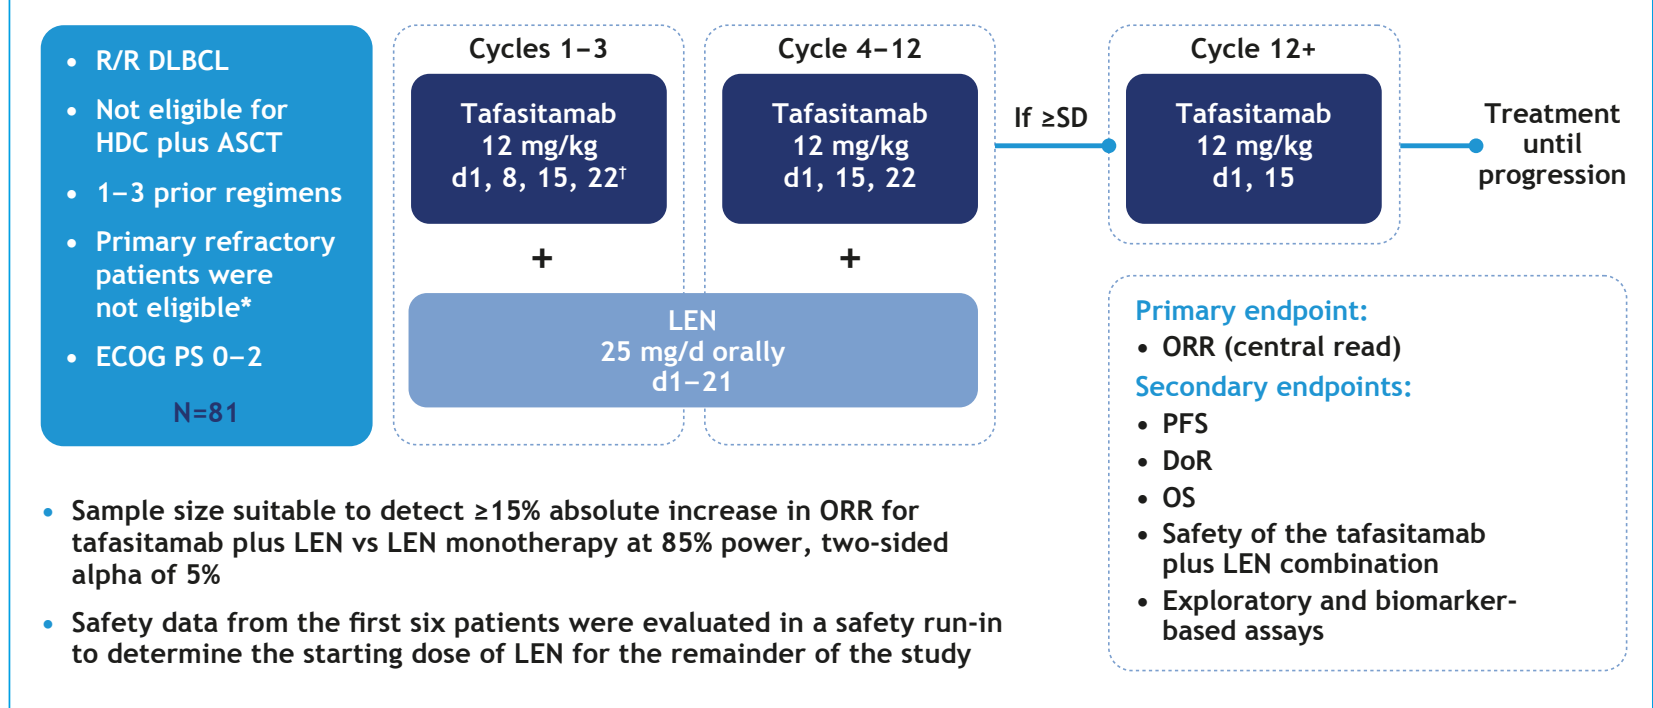 • R/R DLBCL
• Not eligible for
HDC plus ASCT
• 1–3 prior regimens
• Primary refractory
patients were
not eligible*
• ECOG PS 0–2
N=81
Cycles 1–3
Tafasitamab
12 mg/kg
d1, 8, 15, 22†
+
Cycle 4–12
Tafasitamab
12 mg/kg
d1, 15, 22
+
LEN
25 mg/d orally
d1–21
If ≥SD
Cycle 12+
Tafasitamab
12 mg/kg
d1, 15
Treatment
until
progression
Primary endpoint:
• ORR (central read)
Secondary endpoints:
• PFS
• DoR
• OS
• Safety of the tafasitamab
plus LEN combination
• Exploratory and biomarker-
based assays
• Sample size suitable to detect ≥15% absolute increase in ORR for
tafasitamab plus LEN vs LEN monotherapy at 85% power, two-sided
alpha of 5%
• Safety data from the first six patients were evaluated in a safety run-in
to determine the starting dose of LEN for the remainder of the study